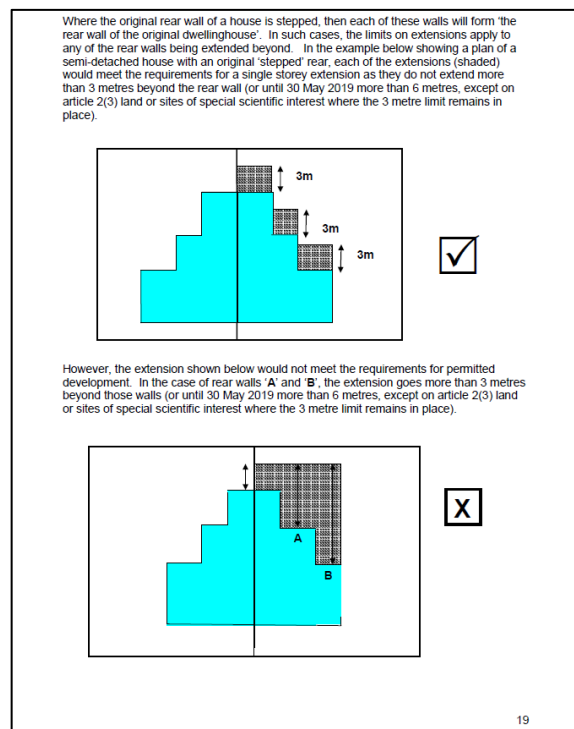 Where the original rear wall of a house is stepped, then each of these walls will form ‘the
rear wall of the original dwellinghouse’.  In such cases, the limits on extensions apply to
any of the rear walls being extended beyond.  In the example below showing a plan of a
semi-detached house with an original ‘stepped’ rear, each of the extensions (shaded)
would meet the requirements for a single storey extension as they do not extend more
than 3 metres beyond the rear wall (or until 30 May 2019 more than 6 metres, except on
article 2(3) land or sites of special scientific interest where the 3 metre limit remains in
place).
3m
3m
3m
However, the extension shown below would not meet the requirements for permitted
development.  In the case of rear walls ‘A’ and ‘B’, the extension goes more than 3 metres
beyond those walls (or until 30 May 2019 more than 6 metres, except on article 2(3) land
or sites of special scientific interest where the 3 metre limit remains in place).
A
X
B
19